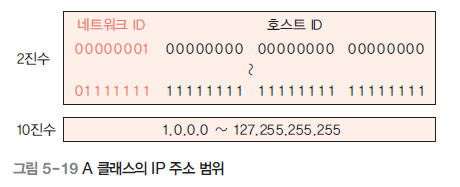 네트워크 ID 호스트 ID
2진수 00000001 00000000 00000000 00000000
~
01111111 11111111 11111111 11111111
10진수 1.0.0.0 ~ 127.255.255.255
그림 5-19 A 클래스의 IP 주소 범위